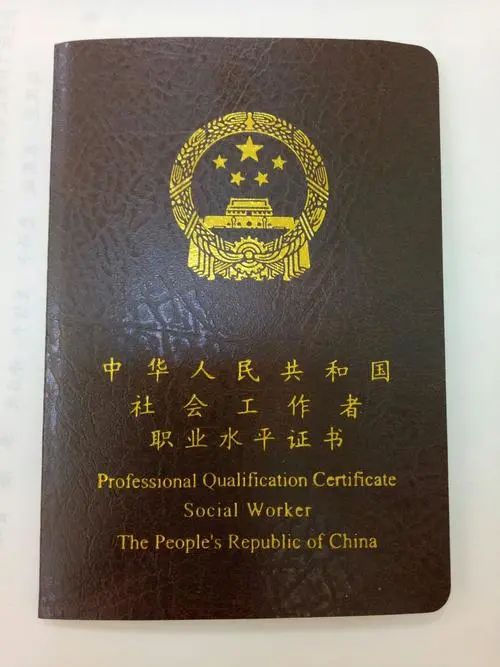 中华人民共和国
社会工作者
职业水平证书
Professional Qualification Certificate
Social Worker
The People's Republic of China